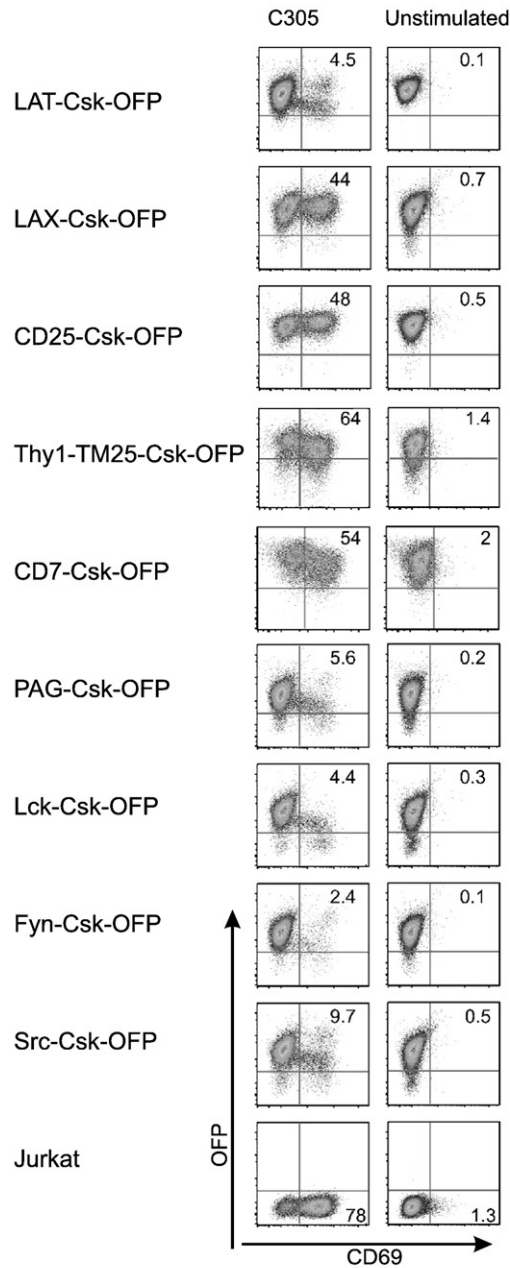 C305 Unstimulated
LAT-Csk-OFP 4.5 0.1
LAX-Csk-OFP 44 0.7
CD25-Csk-OFP 48 0.5
Thy1-TM25-Csk-OFP 64 1.4
CD7-Csk-OFP 54 2
PAG-Csk-OFP 5.6 0.2
Lck-Csk-OFP 4.4 0.3
Fyn-Csk-OFP 2.4 0.1
Src-Csk-OFP 9.7 0.5
Jurkat 78 1.3
OFP
CD69